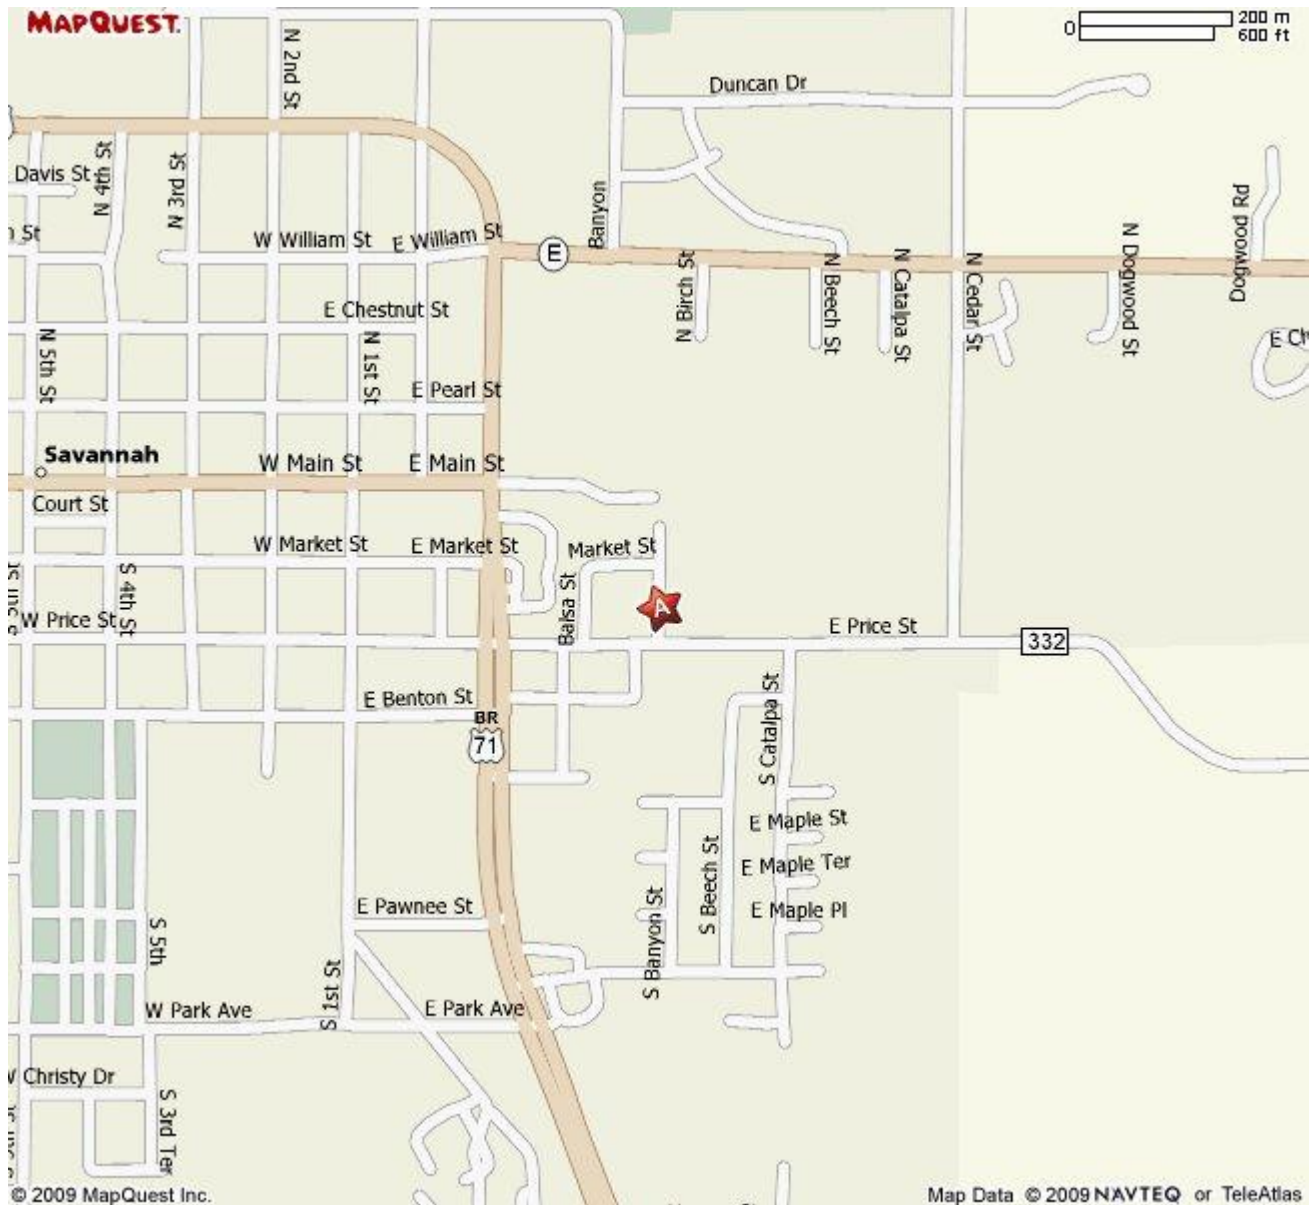 MAPQUEST.
0
200 m
600 ft
N 2nd St
Duncan Dr
Davis St
N 4th St
N 3rd St
Banyon
Dogwood Rd
W William St
E William St
E
N Birch St
N Beech St
N Catalpa St
N Cedar St
N Dogwood St
E Chestnut St
N 5th St
N 1st St
E Pearl St
Savannah
W Main St
E Main St
Court St
W Market St
E Market St
Market St
S 4th St
Balsa St
A
W Price St
E Price St
332
E Benton St
BR
71
S Catalpa St
E Maple St
E Maple Ter
E Maple Pl
S Beech St
S Banyon St
E Pawnee St
S 5th
S 1st St
W Park Ave
E Park Ave
W Christy Dr
S 3rd Ter
© 2009 MapQuest Inc.
Map Data © 2009 NAVTEQ or TeleAtlas